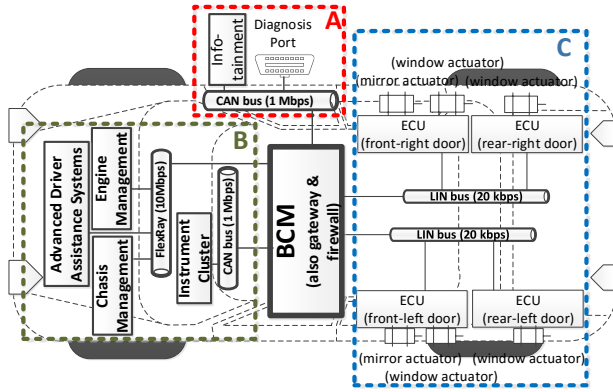 A
Info-
tainment
Diagnosis
Port
CAN bus (1 Mbps)
B
Advanced Driver
Assistance Systems
Engine
Management
Chasis
Management
FlexRay (10Mbps)
Instrument
Cluster
CAN bus (1 Mbps)
BCM
(also gateway &
firewall)
C
(window actuator)
(mirror actuator)
(window actuator)
ECU
(front-right door)
ECU
(rear-right door)
LIN bus (20 kbps)
LIN bus (20 kbps)
ECU
(front-left door)
ECU
(rear-left door)
(mirror actuator)
(window actuator)
(window actuator)